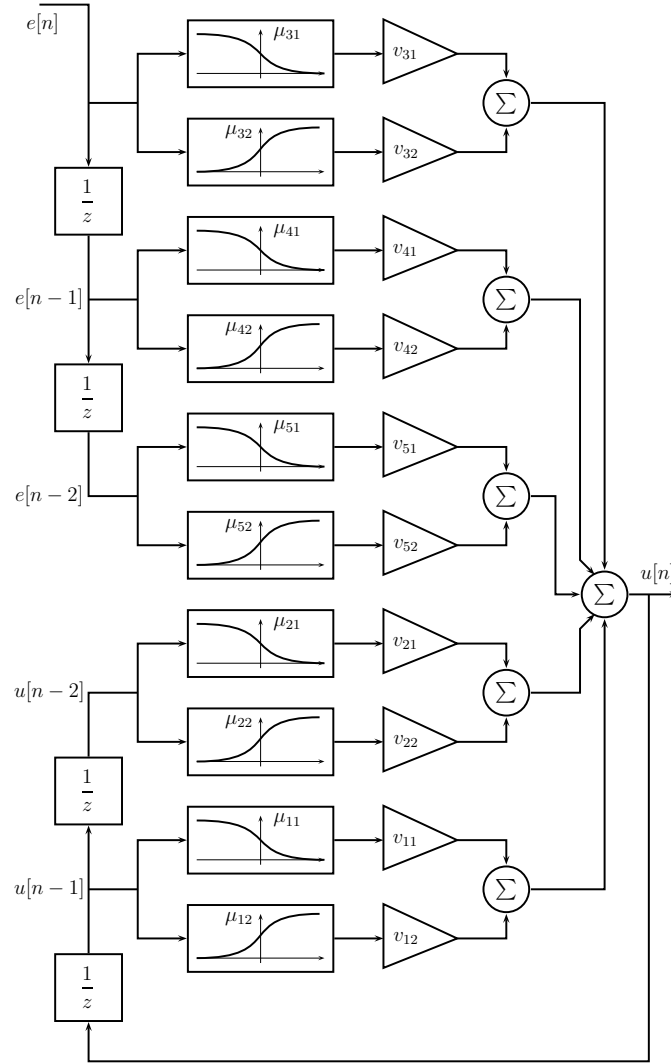 e[n]
μ31
v31
Σ
μ32
v32
1/z
μ41
v41
e[n − 1]
Σ
μ42
v42
1/z
μ51
v51
e[n − 2]
Σ
μ52
v52
u[n]
Σ
μ21
v21
u[n − 2]
Σ
μ22
v22
1/z
μ11
v11
u[n − 1]
Σ
μ12
v12
1/z